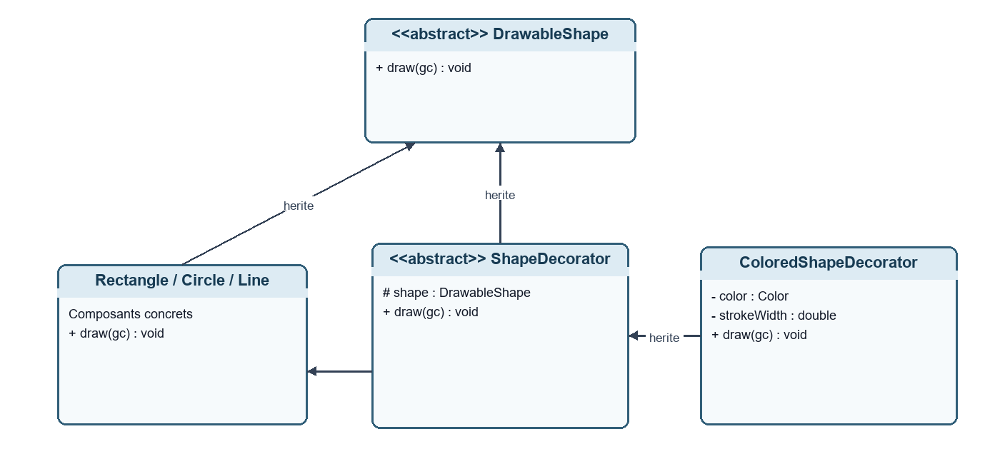 <<abstract>> DrawableShape
+ draw(gc) : void
herite
herite
Rectangle / Circle / Line
Composants concrets
+ draw(gc) : void
<<abstract>> ShapeDecorator
# shape : DrawableShape
+ draw(gc) : void
herite
ColoredShapeDecorator
- color : Color
- strokeWidth : double
+ draw(gc) : void